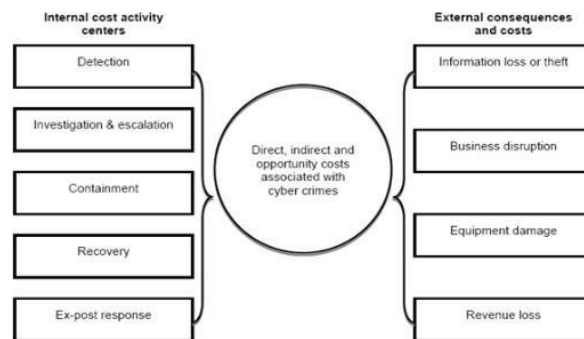 Internal cost activity
centers
Detection
Investigation & escalation
Containment
Recovery
Ex-post response
Direct, indirect and
opportunity costs
associated with
cyber crimes
External consequences
and costs
Information loss or theft
Business disruption
Equipment damage
Revenue loss